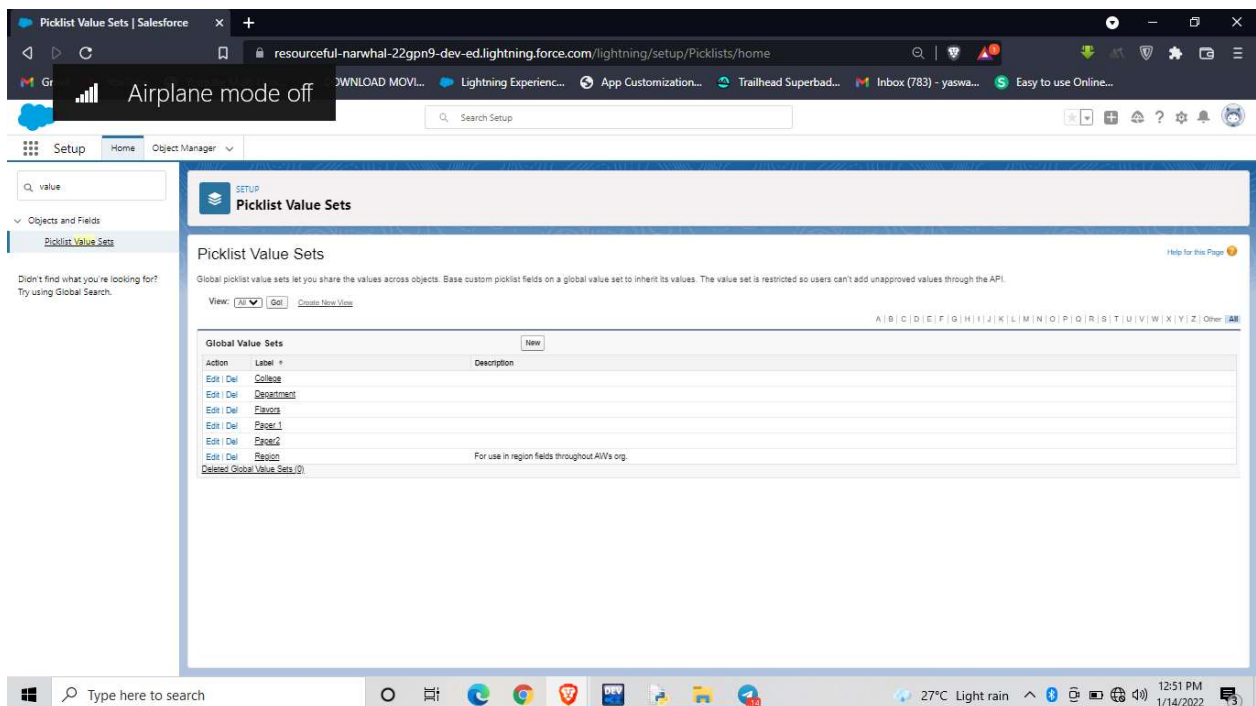 Picklist Value Sets | Salesforce
resourceful-narwhal-22gpn9-dev-ed.lightning.force.com/lightning/setup/Picklists/home
OWNLOAD MOVI... Lightning Experienc... App Customization... Trailhead Superbad... Inbox (783) - yaswa... Easy to use Online...
Airplane mode off
Search Setup
Setup Home Object Manager
value
Objects and Fields
Picklist Value Sets
Didn't find what you're looking for?
Try using Global Search.
SETUP
Picklist Value Sets
Picklist Value Sets
Help for this Page
Global picklist value sets let you share the values across objects. Base custom picklist fields on a global value set to inherit its values. The value set is restricted so users can't add unapproved values through the API.
View: All Go! Create New View
A | B | C | D | E | F | G | H | I | J | K | L | M | N | O | P | Q | R | S | T | U | V | W | X | Y | Z | Other | All
Global Value Sets New
Action Label Description
Edit | Del College
Edit | Del Department
Edit | Del Flavors
Edit | Del Paper 1
Edit | Del Paper2
Edit | Del Region For use in region fields throughout AWs org.
Deleted Global Value Sets (0)
Type here to search
DEV
14
27°C Light rain
12:51 PM
1/14/2022
3